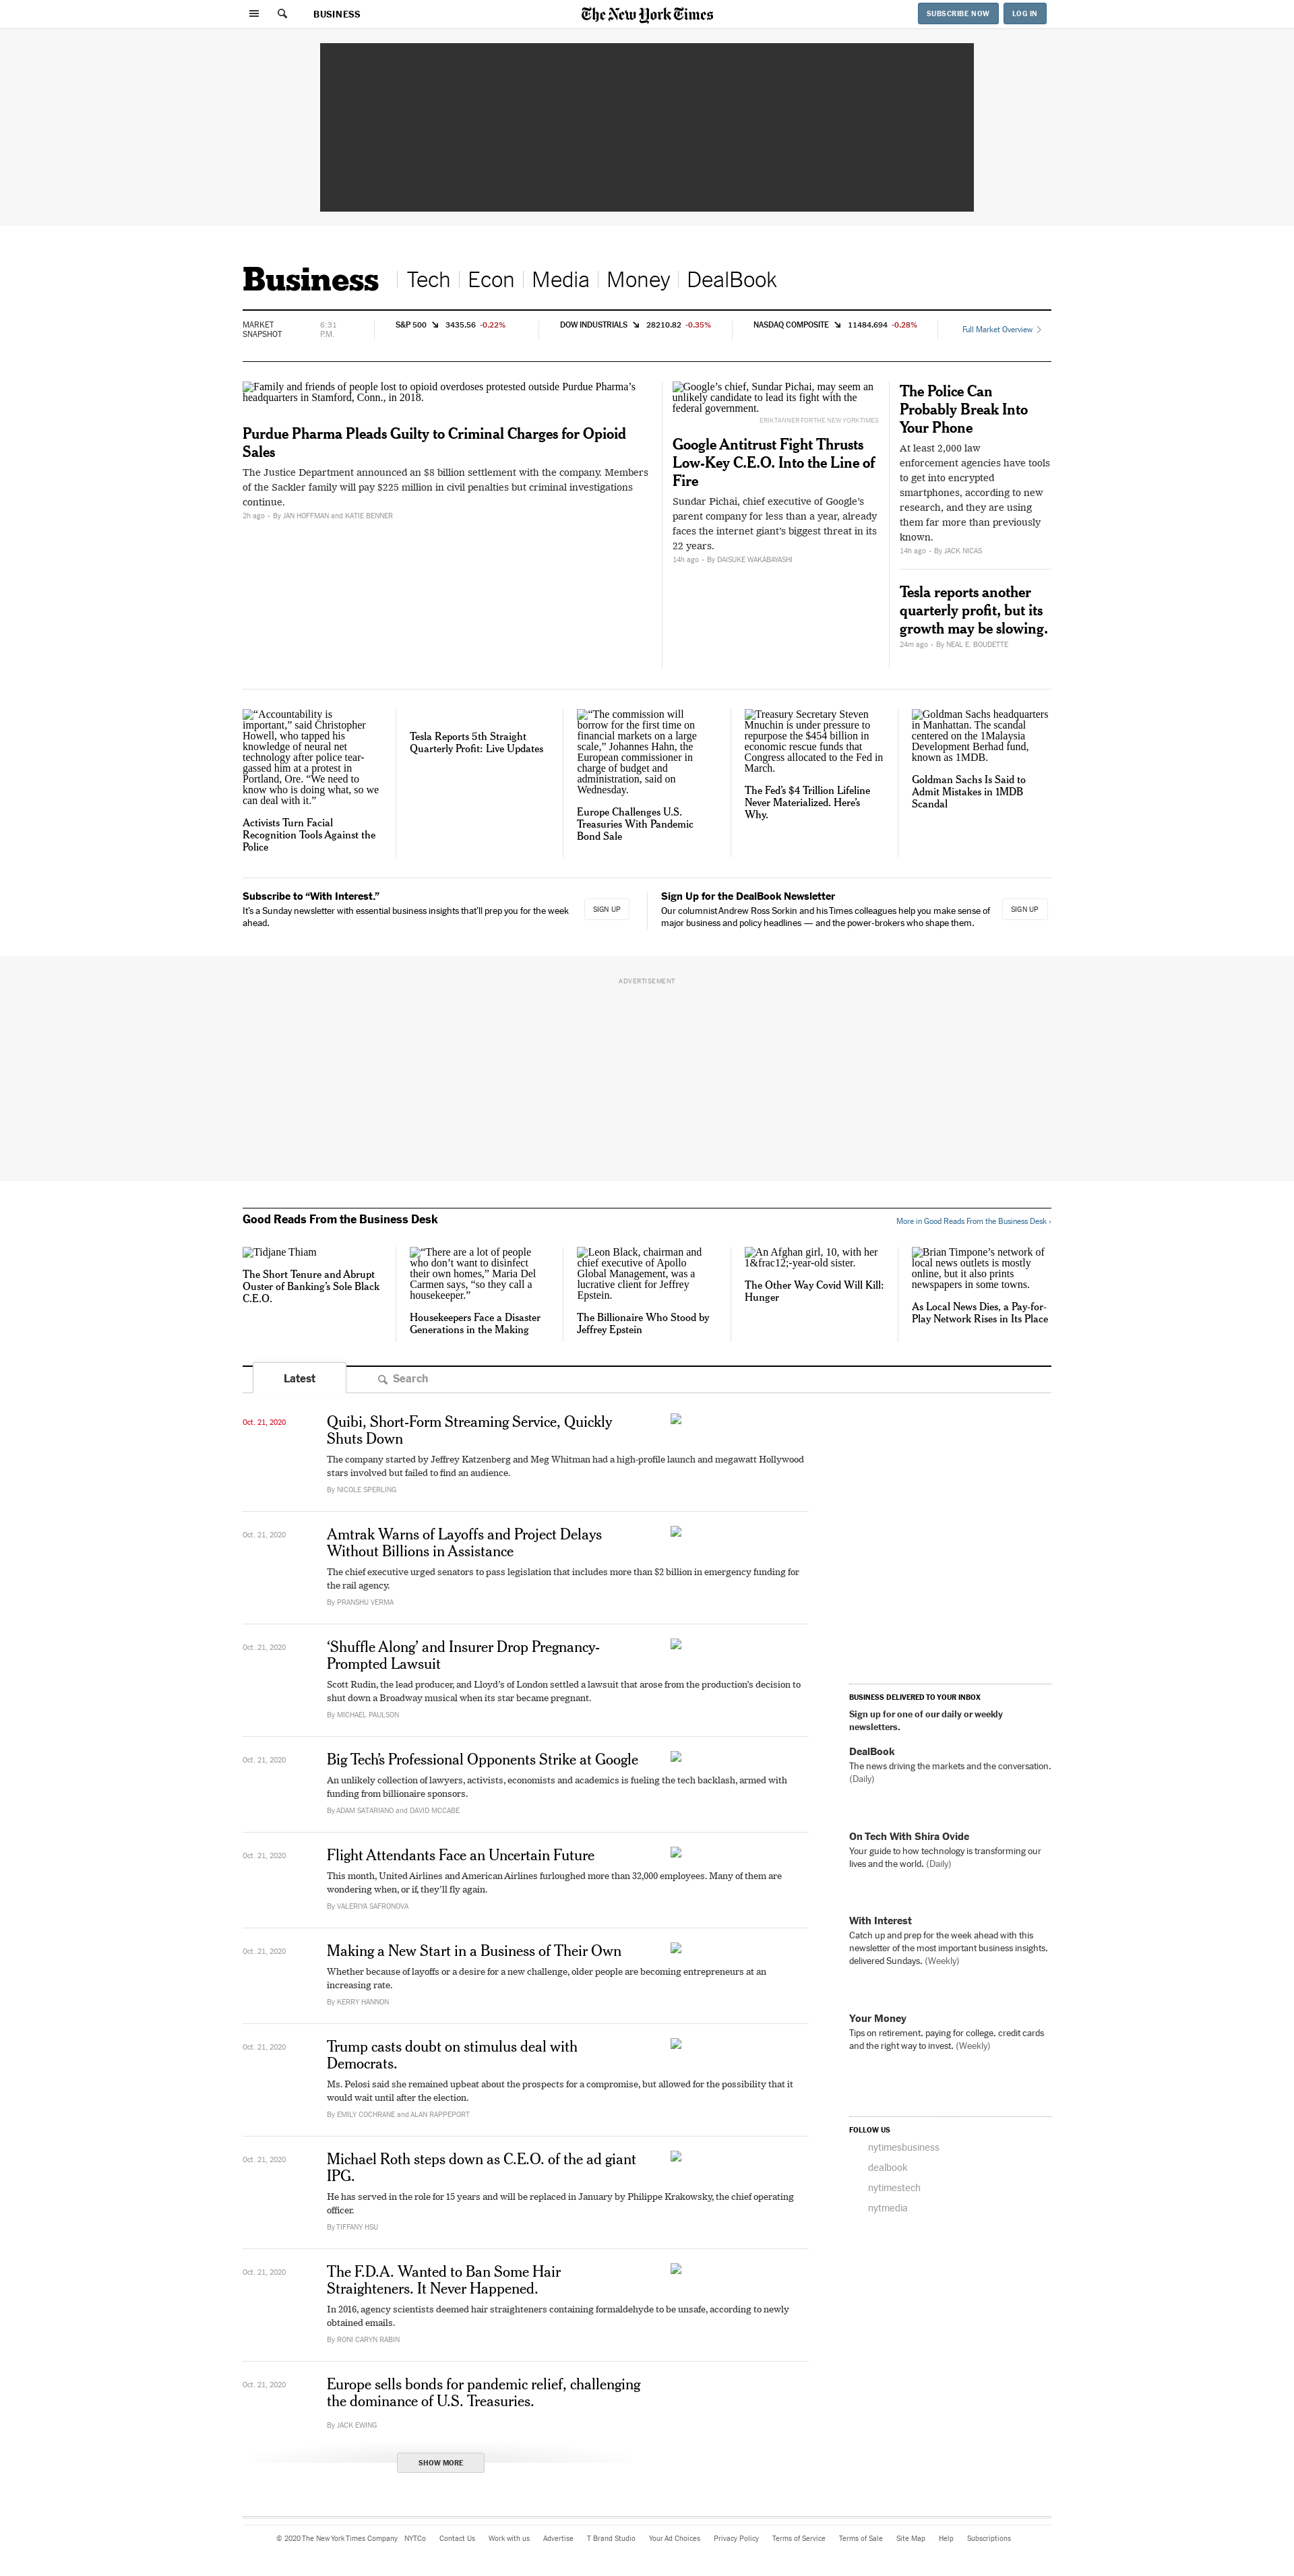 BUSINESS
The New York Times
SUBSCRIBE NOW
LOG IN
Business
Tech
Econ
Media
Money
DealBook
MARKET
SNAPSHOT
6:31
P.M.
S&P 500 3435.56 -0.22%
DOW INDUSTRIALS 28210.82 -0.35%
NASDAQ COMPOSITE 11484.694 -0.28%
Full Market Overview
Family and friends of people lost to opioid overdoses protested outside Purdue Pharma’s
headquarters in Stamford, Conn., in 2018.
Purdue Pharma Pleads Guilty to Criminal Charges for Opioid
Sales
The Justice Department announced an $8 billion settlement with the company. Members
of the Sackler family will pay $225 million in civil penalties but criminal investigations
continue.
2h ago - By JAN HOFFMAN and KATIE BENNER
Google’s chief, Sundar Pichai, may seem an
unlikely candidate to lead its fight with the
federal government.
ERIK TANNER FOR THE NEW YORK TIMES
Google Antitrust Fight Thrusts
Low-Key C.E.O. Into the Line of
Fire
Sundar Pichai, chief executive of Google’s
parent company for less than a year, already
faces the internet giant’s biggest threat in its
22 years.
14h ago - By DAISUKE WAKABAYASHI
The Police Can
Probably Break Into
Your Phone
At least 2,000 law
enforcement agencies have tools
to get into encrypted
smartphones, according to new
research, and they are using
them far more than previously
known.
14h ago - By JACK NICAS
Tesla reports another
quarterly profit, but its
growth may be slowing.
24m ago - By NEAL E. BOUDETTE
“Accountability is
important,” said Christopher
Howell, who tapped his
knowledge of neural net
technology after police tear-
gassed him at a protest in
Portland, Ore. “We need to
know who is doing what, so we
can deal with it.”
Activists Turn Facial
Recognition Tools Against the
Police
Tesla Reports 5th Straight
Quarterly Profit: Live Updates
“The commission will
borrow for the first time on
financial markets on a large
scale,” Johannes Hahn, the
European commissioner in
charge of budget and
administration, said on
Wednesday.
Europe Challenges U.S.
Treasuries With Pandemic
Bond Sale
Treasury Secretary Steven
Mnuchin is under pressure to
repurpose the $454 billion in
economic rescue funds that
Congress allocated to the Fed in
March.
The Fed’s $4 Trillion Lifeline
Never Materialized. Here’s
Why.
Goldman Sachs headquarters
in Manhattan. The scandal
centered on the 1Malaysia
Development Berhad fund,
known as 1MDB.
Goldman Sachs Is Said to
Admit Mistakes in 1MDB
Scandal
Subscribe to “With Interest.”
It’s a Sunday newsletter with essential business insights that’ll prep you for the week
ahead.
SIGN UP
Sign Up for the DealBook Newsletter
Our columnist Andrew Ross Sorkin and his Times colleagues help you make sense of
major business and policy headlines — and the power-brokers who shape them.
SIGN UP
ADVERTISEMENT
Good Reads From the Business Desk
More in Good Reads From the Business Desk ›
Tidjane Thiam
The Short Tenure and Abrupt
Ouster of Banking’s Sole Black
C.E.O.
“There are a lot of people
who don’t want to disinfect
their own homes,” Maria Del
Carmen says, “so they call a
housekeeper.”
Housekeepers Face a Disaster
Generations in the Making
Leon Black, chairman and
chief executive of Apollo
Global Management, was a
lucrative client for Jeffrey
Epstein.
The Billionaire Who Stood by
Jeffrey Epstein
An Afghan girl, 10, with her
1&frac12;-year-old sister.
The Other Way Covid Will Kill:
Hunger
Brian Timpone’s network of
local news outlets is mostly
online, but it also prints
newspapers in some towns.
As Local News Dies, a Pay-for-
Play Network Rises in Its Place
Latest
Search
Oct. 21, 2020
Quibi, Short-Form Streaming Service, Quickly
Shuts Down
The company started by Jeffrey Katzenberg and Meg Whitman had a high-profile launch and megawatt Hollywood
stars involved but failed to find an audience.
By NICOLE SPERLING
Oct. 21, 2020
Amtrak Warns of Layoffs and Project Delays
Without Billions in Assistance
The chief executive urged senators to pass legislation that includes more than $2 billion in emergency funding for
the rail agency.
By PRANSHU VERMA
Oct. 21, 2020
‘Shuffle Along’ and Insurer Drop Pregnancy-
Prompted Lawsuit
Scott Rudin, the lead producer, and Lloyd’s of London settled a lawsuit that arose from the production’s decision to
shut down a Broadway musical when its star became pregnant.
By MICHAEL PAULSON
Oct. 21, 2020
Big Tech’s Professional Opponents Strike at Google
An unlikely collection of lawyers, activists, economists and academics is fueling the tech backlash, armed with
funding from billionaire sponsors.
By ADAM SATARIANO and DAVID MCCABE
Oct. 21, 2020
Flight Attendants Face an Uncertain Future
This month, United Airlines and American Airlines furloughed more than 32,000 employees. Many of them are
wondering when, or if, they’ll fly again.
By VALERIYA SAFRONOVA
Oct. 21, 2020
Making a New Start in a Business of Their Own
Whether because of layoffs or a desire for a new challenge, older people are becoming entrepreneurs at an
increasing rate.
By KERRY HANNON
Oct. 21, 2020
Trump casts doubt on stimulus deal with
Democrats.
Ms. Pelosi said she remained upbeat about the prospects for a compromise, but allowed for the possibility that it
would wait until after the election.
By EMILY COCHRANE and ALAN RAPPEPORT
Oct. 21, 2020
Michael Roth steps down as C.E.O. of the ad giant
IPG.
He has served in the role for 15 years and will be replaced in January by Philippe Krakowsky, the chief operating
officer.
By TIFFANY HSU
Oct. 21, 2020
The F.D.A. Wanted to Ban Some Hair
Straighteners. It Never Happened.
In 2016, agency scientists deemed hair straighteners containing formaldehyde to be unsafe, according to newly
obtained emails.
By RONI CARYN RABIN
Oct. 21, 2020
Europe sells bonds for pandemic relief, challenging
the dominance of U.S. Treasuries.
By JACK EWING
SHOW MORE
BUSINESS DELIVERED TO YOUR INBOX
Sign up for one of our daily or weekly
newsletters.
DealBook
The news driving the markets and the conversation.
(Daily)
On Tech With Shira Ovide
Your guide to how technology is transforming our
lives and the world. (Daily)
With Interest
Catch up and prep for the week ahead with this
newsletter of the most important business insights,
delivered Sundays. (Weekly)
Your Money
Tips on retirement, paying for college, credit cards
and the right way to invest. (Weekly)
FOLLOW US
nytimesbusiness
dealbook
nytimestech
nytmedia
© 2020 The New York Times Company NYTCo Contact Us Work with us Advertise T Brand Studio Your Ad Choices Privacy Policy Terms of Service Terms of Sale Site Map Help Subscriptions